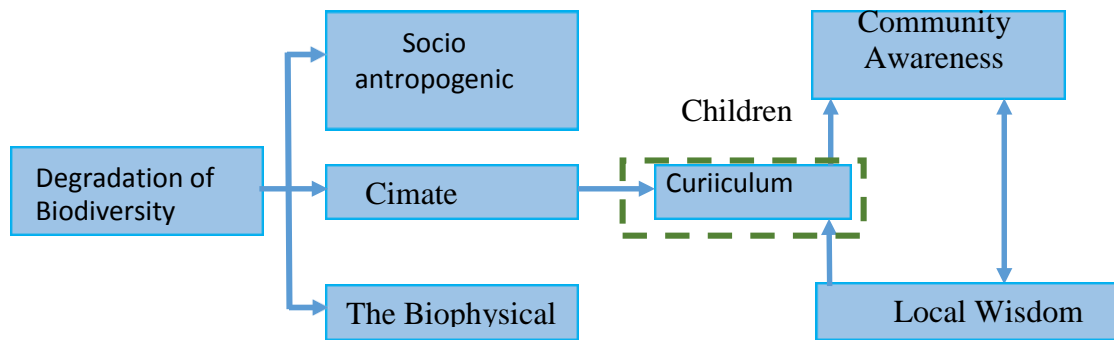 Socio
antropogenic
Community
Awareness
Children
Degradation of
Biodiversity
Cimate
Curiiculum
The Biophysical
Local Wisdom